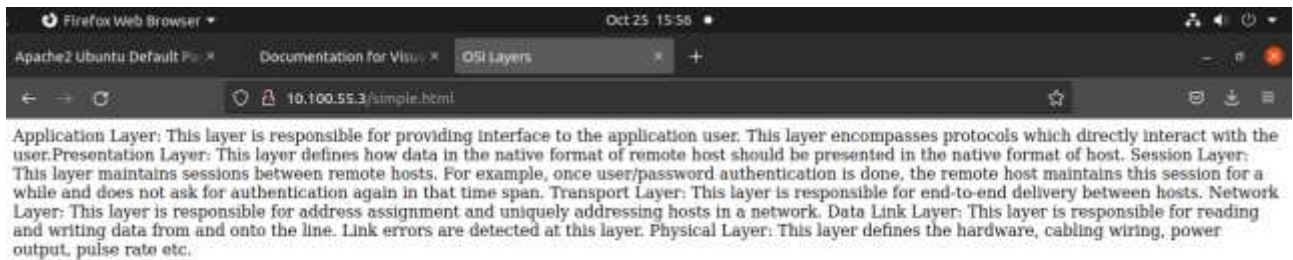 Firefox Web Browser
Oct 25 15:56
Apache2 Ubuntu Default
Documentation for
OSI Layers
10.100.55.3/simple.html
Application Layer: This layer is responsible for providing interface to the application user. This layer encompasses protocols which directly interact with the
user.Presentation Layer: This layer defines how data in the native format of remote host should be presented in the native format of host. Session Layer:
This layer maintains sessions between remote hosts. For example, once user/password authentication is done, the remote host maintains this session for a
while and does not ask for authentication again in that time span. Transport Layer: This layer is responsible for end-to-end delivery between hosts. Network
Layer: This layer is responsible for address assignment and uniquely addressing hosts in a network. Data Link Layer: This layer is responsible for reading
and writing data from and onto the line. Link errors are detected at this layer. Physical Layer: This layer defines the hardware, cabling wiring, power
output, pulse rate etc.